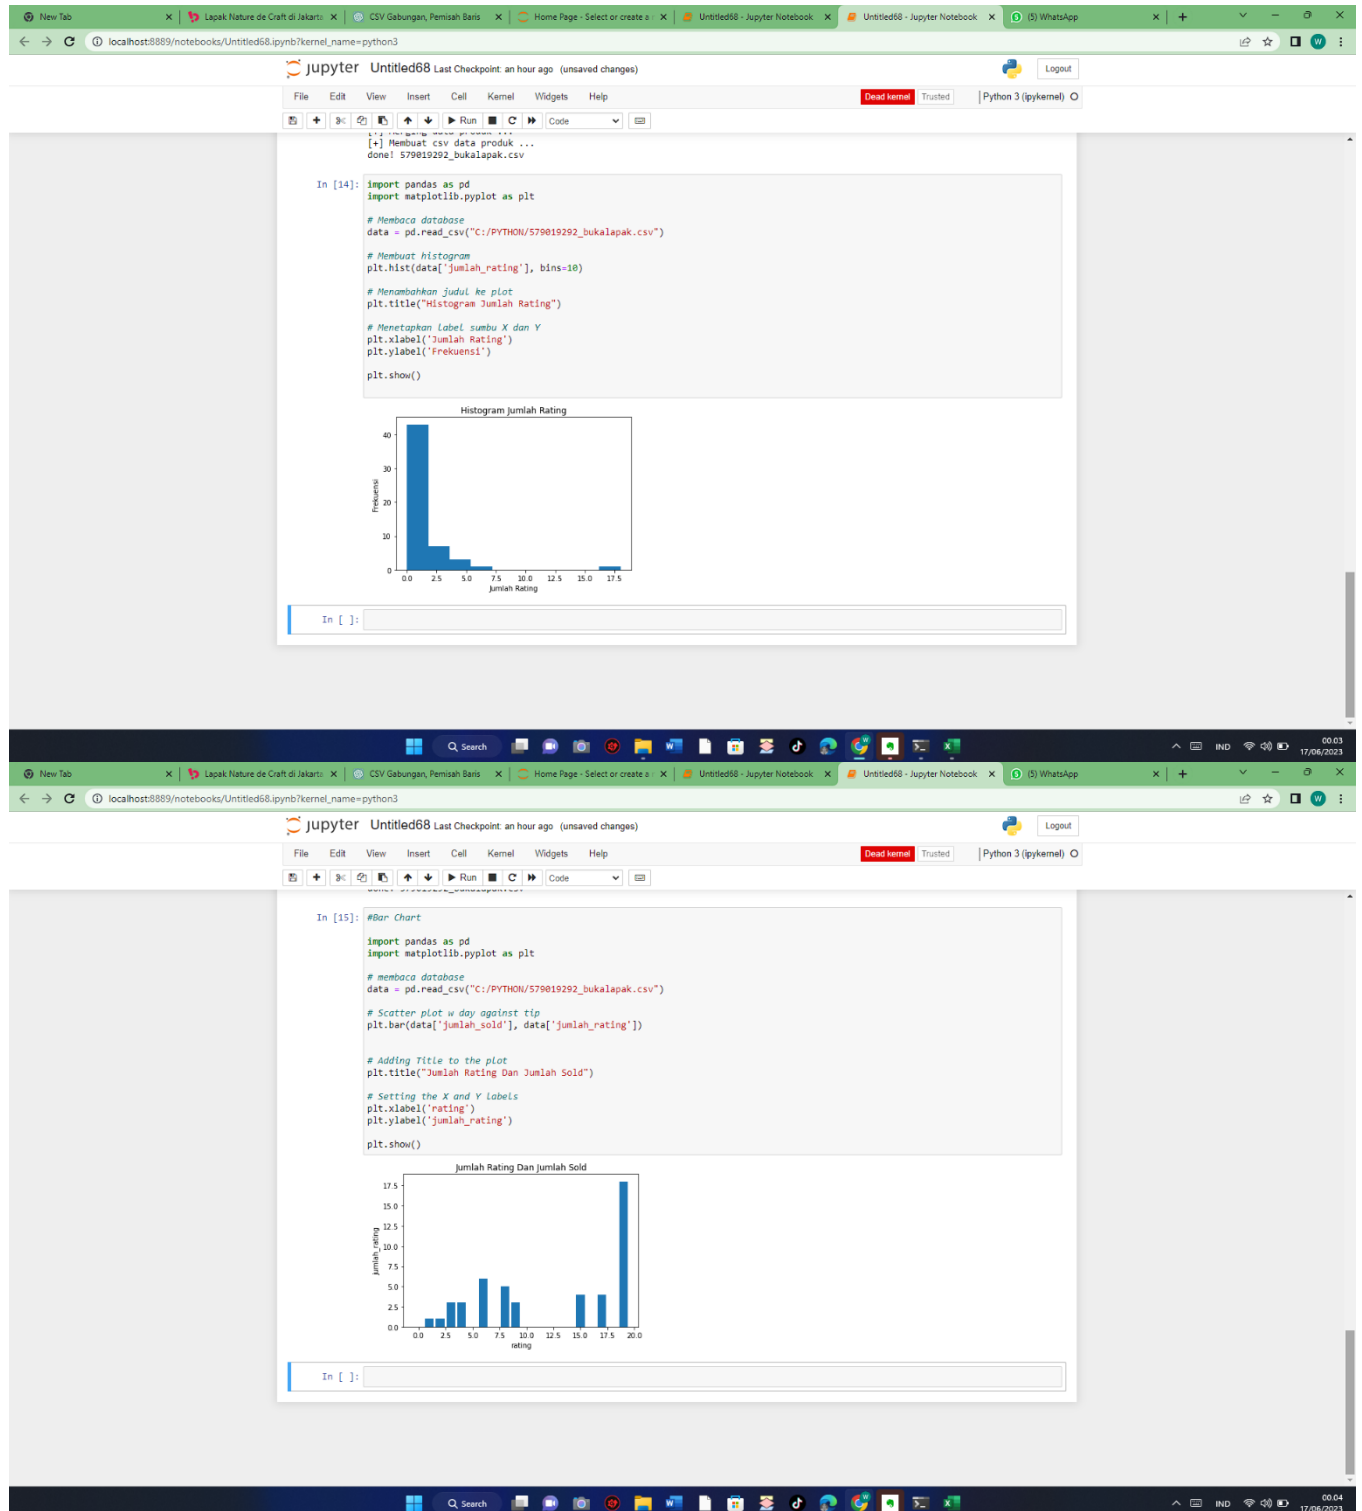 New Tab
Lapak Nature de Craft di Jakarta
CSV Gabungan, Pemisah Baris
Home Page - Select or create a
Untitled68 - Jupyter Notebook
Untitled68 - Jupyter Notebook
(5) WhatsApp
localhost:8889/notebooks/Untitled68.ipynb?kernel_name=python3
W
jupyter Untitled68 Last Checkpoint: an hour ago (unsaved changes)
Logout
File Edit View Insert Cell Kernel Widgets Help
Dead kernel Trusted Python 3 (ipykernel)
Run Code
[+] Merging data produk ...
[+] Membuat csv data produk ...
done! 579019292_bukalapak.csv
In [14]: import pandas as pd
import matplotlib.pyplot as plt
# Membaca database
data = pd.read_csv("C:/PYTHON/579019292_bukalapak.csv")
# Membuat histogram
plt.hist(data['jumlah_rating'], bins=10)
# Menambahkan judul ke plot
plt.title("Histogram Jumlah Rating")
# Menetapkan label sumbu X dan Y
plt.xlabel('Jumlah Rating')
plt.ylabel('Frekuensi')
plt.show()
Histogram Jumlah Rating
40
30
20
10
0
Frekuensi
0.0 2.5 5.0 7.5 10.0 12.5 15.0 17.5
Jumlah Rating
In [ ]:
Search
IND
00.03
17/06/2023
New Tab
Lapak Nature de Craft di Jakarta
CSV Gabungan, Pemisah Baris
Home Page - Select or create a
Untitled68 - Jupyter Notebook
Untitled68 - Jupyter Notebook
(5) WhatsApp
localhost:8889/notebooks/Untitled68.ipynb?kernel_name=python3
W
jupyter Untitled68 Last Checkpoint: an hour ago (unsaved changes)
Logout
File Edit View Insert Cell Kernel Widgets Help
Dead kernel Trusted Python 3 (ipykernel)
Run Code
done! 579019292_bukalapak.csv
In [15]: #Bar Chart
import pandas as pd
import matplotlib.pyplot as plt
# membaca database
data = pd.read_csv("C:/PYTHON/579019292_bukalapak.csv")
# Scatter plot w day against tip
plt.bar(data['jumlah_sold'], data['jumlah_rating'])
# Adding Title to the plot
plt.title("Jumlah Rating Dan Jumlah Sold")
# Setting the X and Y labels
plt.xlabel('rating')
plt.ylabel('jumlah_rating')
plt.show()
Jumlah Rating Dan Jumlah Sold
17.5
15.0
12.5
10.0
7.5
5.0
2.5
0.0
jumlah_rating
0.0 2.5 5.0 7.5 10.0 12.5 15.0 17.5 20.0
rating
In [ ]:
Search
IND
00.04
17/06/2023